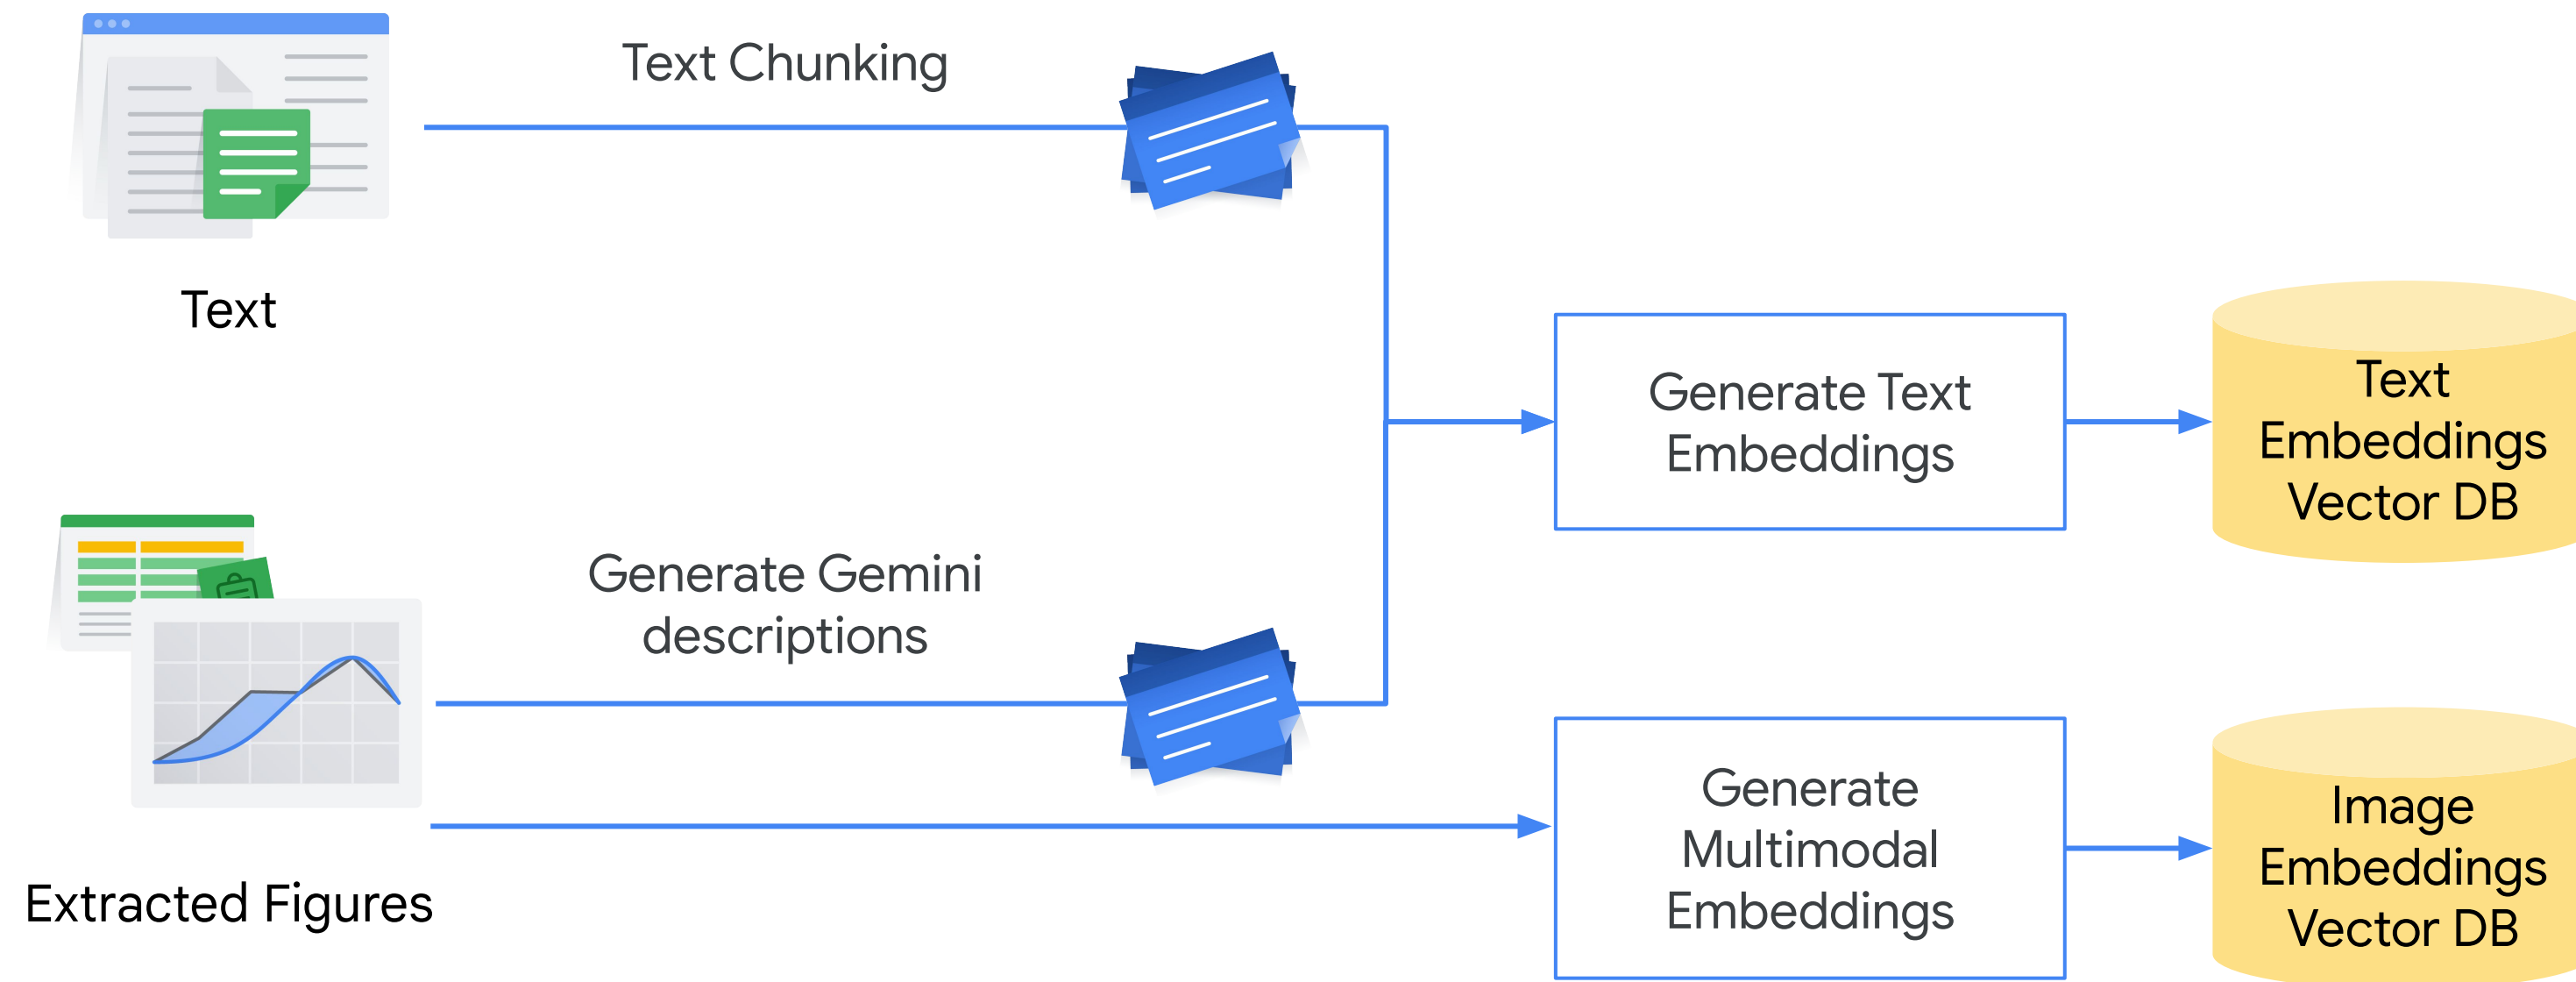 Text Chunking
Text
Generate Text
Embeddings
Text
Embeddings
Vector DB
Generate Gemini
descriptions
Extracted Figures
Generate
Multimodal
Embeddings
Image
Embeddings
Vector DB